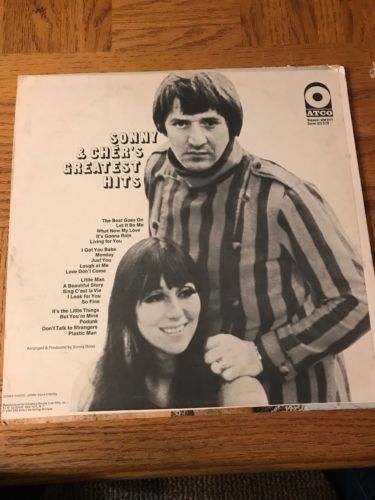 SONNY
& CHÉR'S
GREATEST
HITS
ATCO
The Beat Goes On
Let It Be Me
What Now My Love
It's Gonna Rain
Living for You
I Got You Babe
Monday
Just You
Laugh at Me
Love Don't Come
Little Man
A Beautiful Story
Sing C'est la Vie
I Look for You
So Fine
It's the Little Things
But You're Mine
Podunk
Don't Talk to Strangers
Plastic Man
Arranged & Produced by Sonny Bono